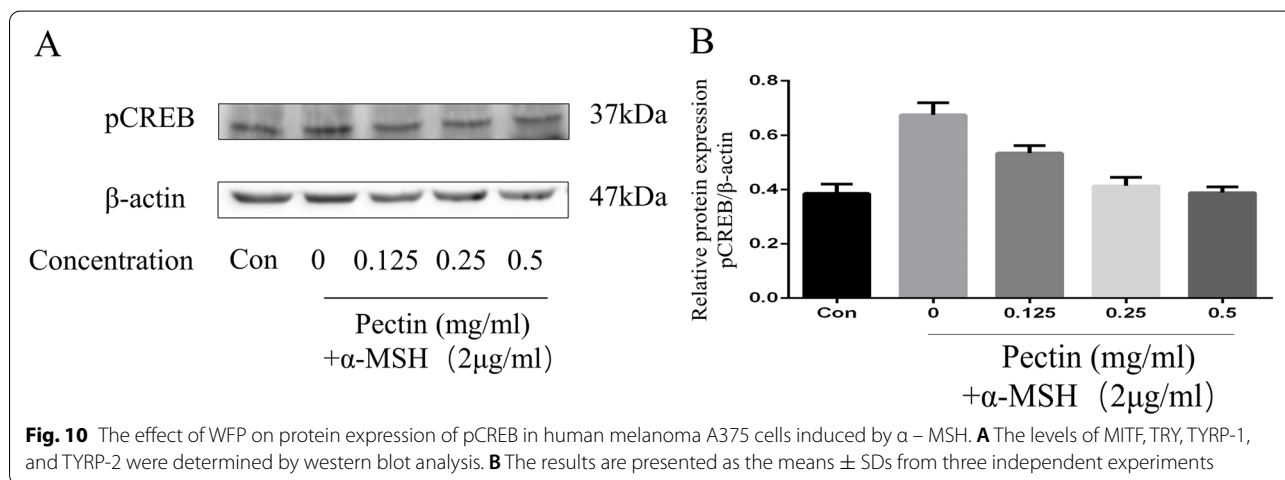 A
pCREB 37kDa
β-actin 47kDa
Concentration Con 0 0.125 0.25 0.5
Pectin (mg/ml)
+α-MSH (2μg/ml)
B
Relative protein expression
pCREB/β-actin
0.8
0.6
0.4
0.2
0.0
Con 0 0.125 0.25 0.5
Pectin (mg/ml)
+α-MSH (2μg/ml)
Fig. 10 The effect of WFP on protein expression of pCREB in human melanoma A375 cells induced by α – MSH. A The levels of MITF, TRY, TYRP-1,
and TYRP-2 were determined by western blot analysis. B The results are presented as the means ± SDs from three independent experiments